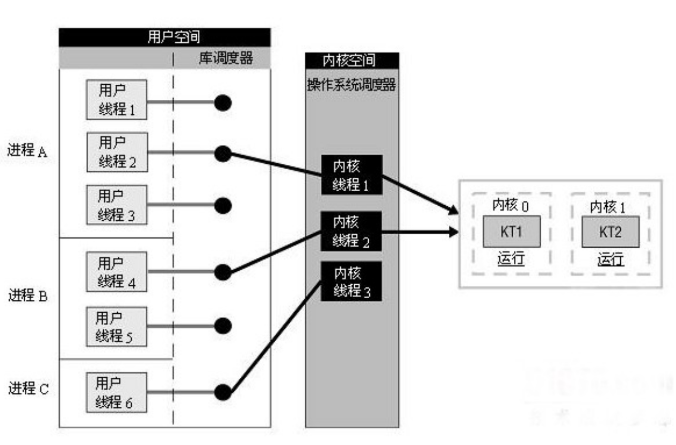 用户空间
库调度器
内核空间
操作系统调度器
进程A
用户
线程1
用户
线程2
用户
线程3
进程B
用户
线程4
用户
线程5
进程C
用户
线程6
内核
线程1
内核
线程2
内核
线程3
内核0
KT1
运行
内核1
KT2
运行